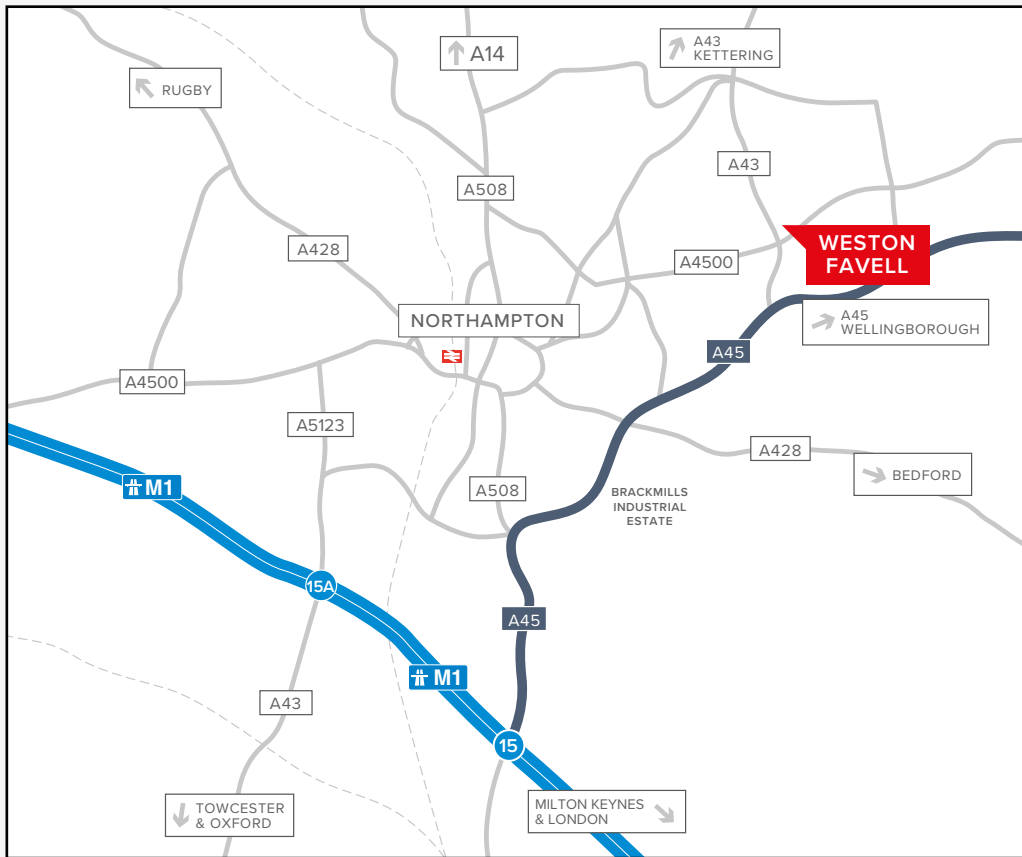 A14
A43
KETTERING
RUGBY
A43
A508
A428
A4500
WESTON
FAVELL
NORTHAMPTON
A45
WELLINGBOROUGH
A45
A4500
A5123
A428
BEDFORD
M1
A508
BRACKMILLS
INDUSTRIAL
ESTATE
15A
A45
M1
A43
15
TOWCESTER
& OXFORD
MILTON KEYNES
& LONDON